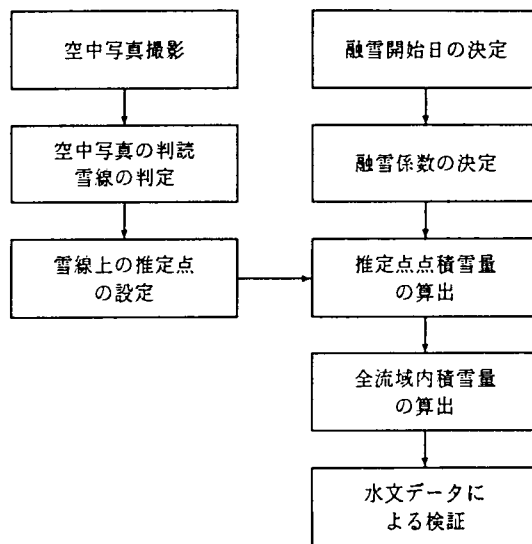 空中写真撮影
空中写真の判読
雪線の判定
雪線上の推定点
の設定
融雪開始日の決定
融雪係数の決定
推定点点積雪量
の算出
全流域内積雪量
の算出
水文データに
よる検証